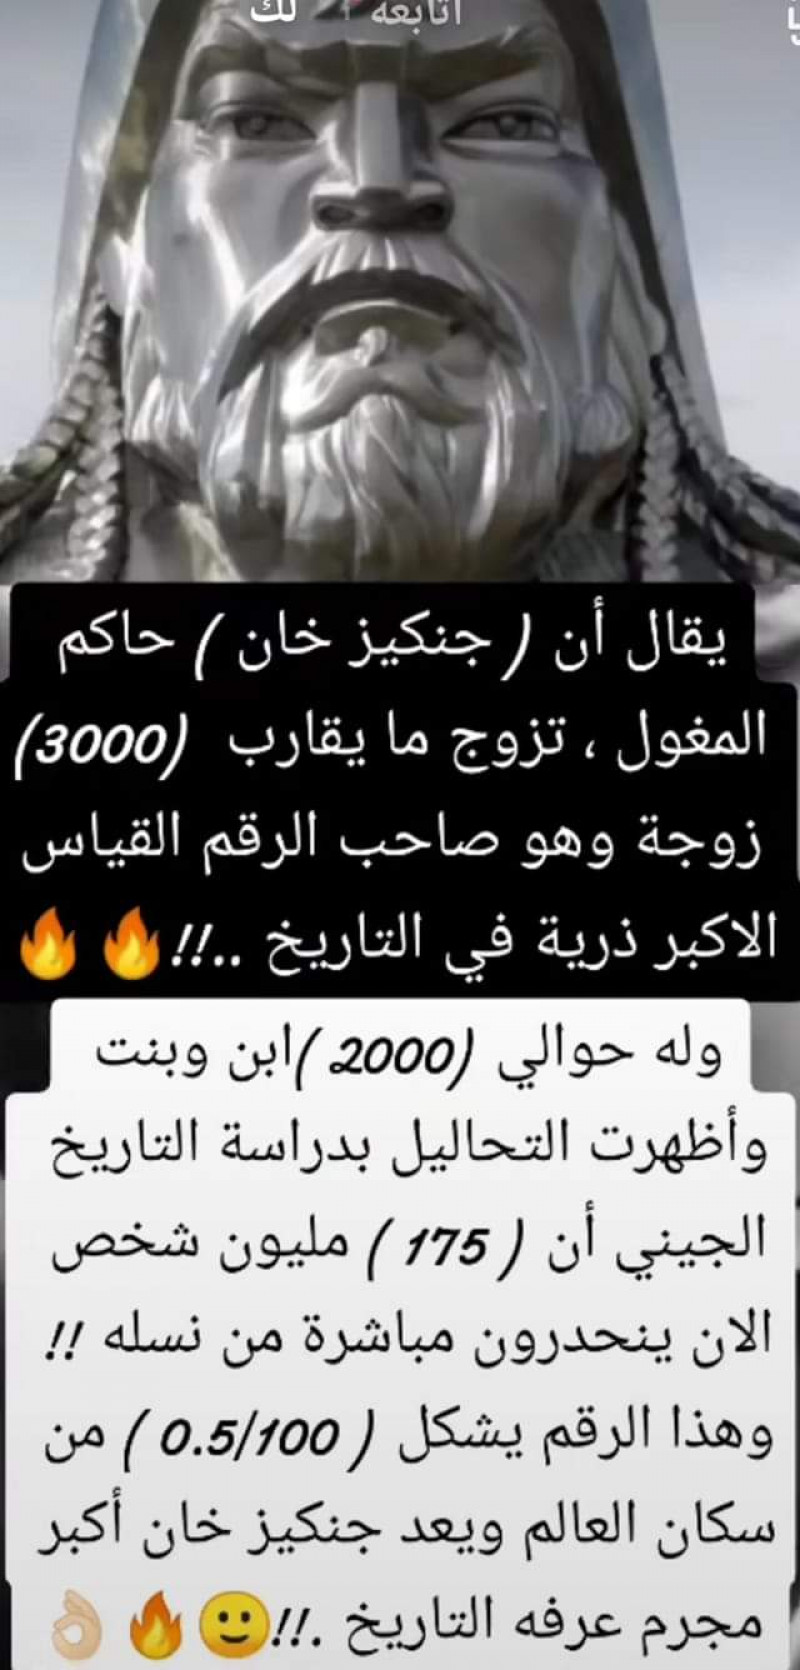 أتابعه لك
يقال أن ( جنكيز خان ) حاكم
المغول ، تزوج ما يقارب (3000)
زوجة وهو صاحب الرقم القياس
الاكبر ذرية في التاريخ ..!!🔥🔥
وله حوالي (2000 )ابن وبنت
وأظهرت التحاليل بدراسة التاريخ
الجيني أن ( 175 ) مليون شخص
الان ينحدرون مباشرة من نسله !!
وهذا الرقم يشكل ( 0.5/100 ) من
سكان العالم ويعد جنكيز خان أكبر
مجرم عرفه التاريخ .!!🙂🔥👌🏼